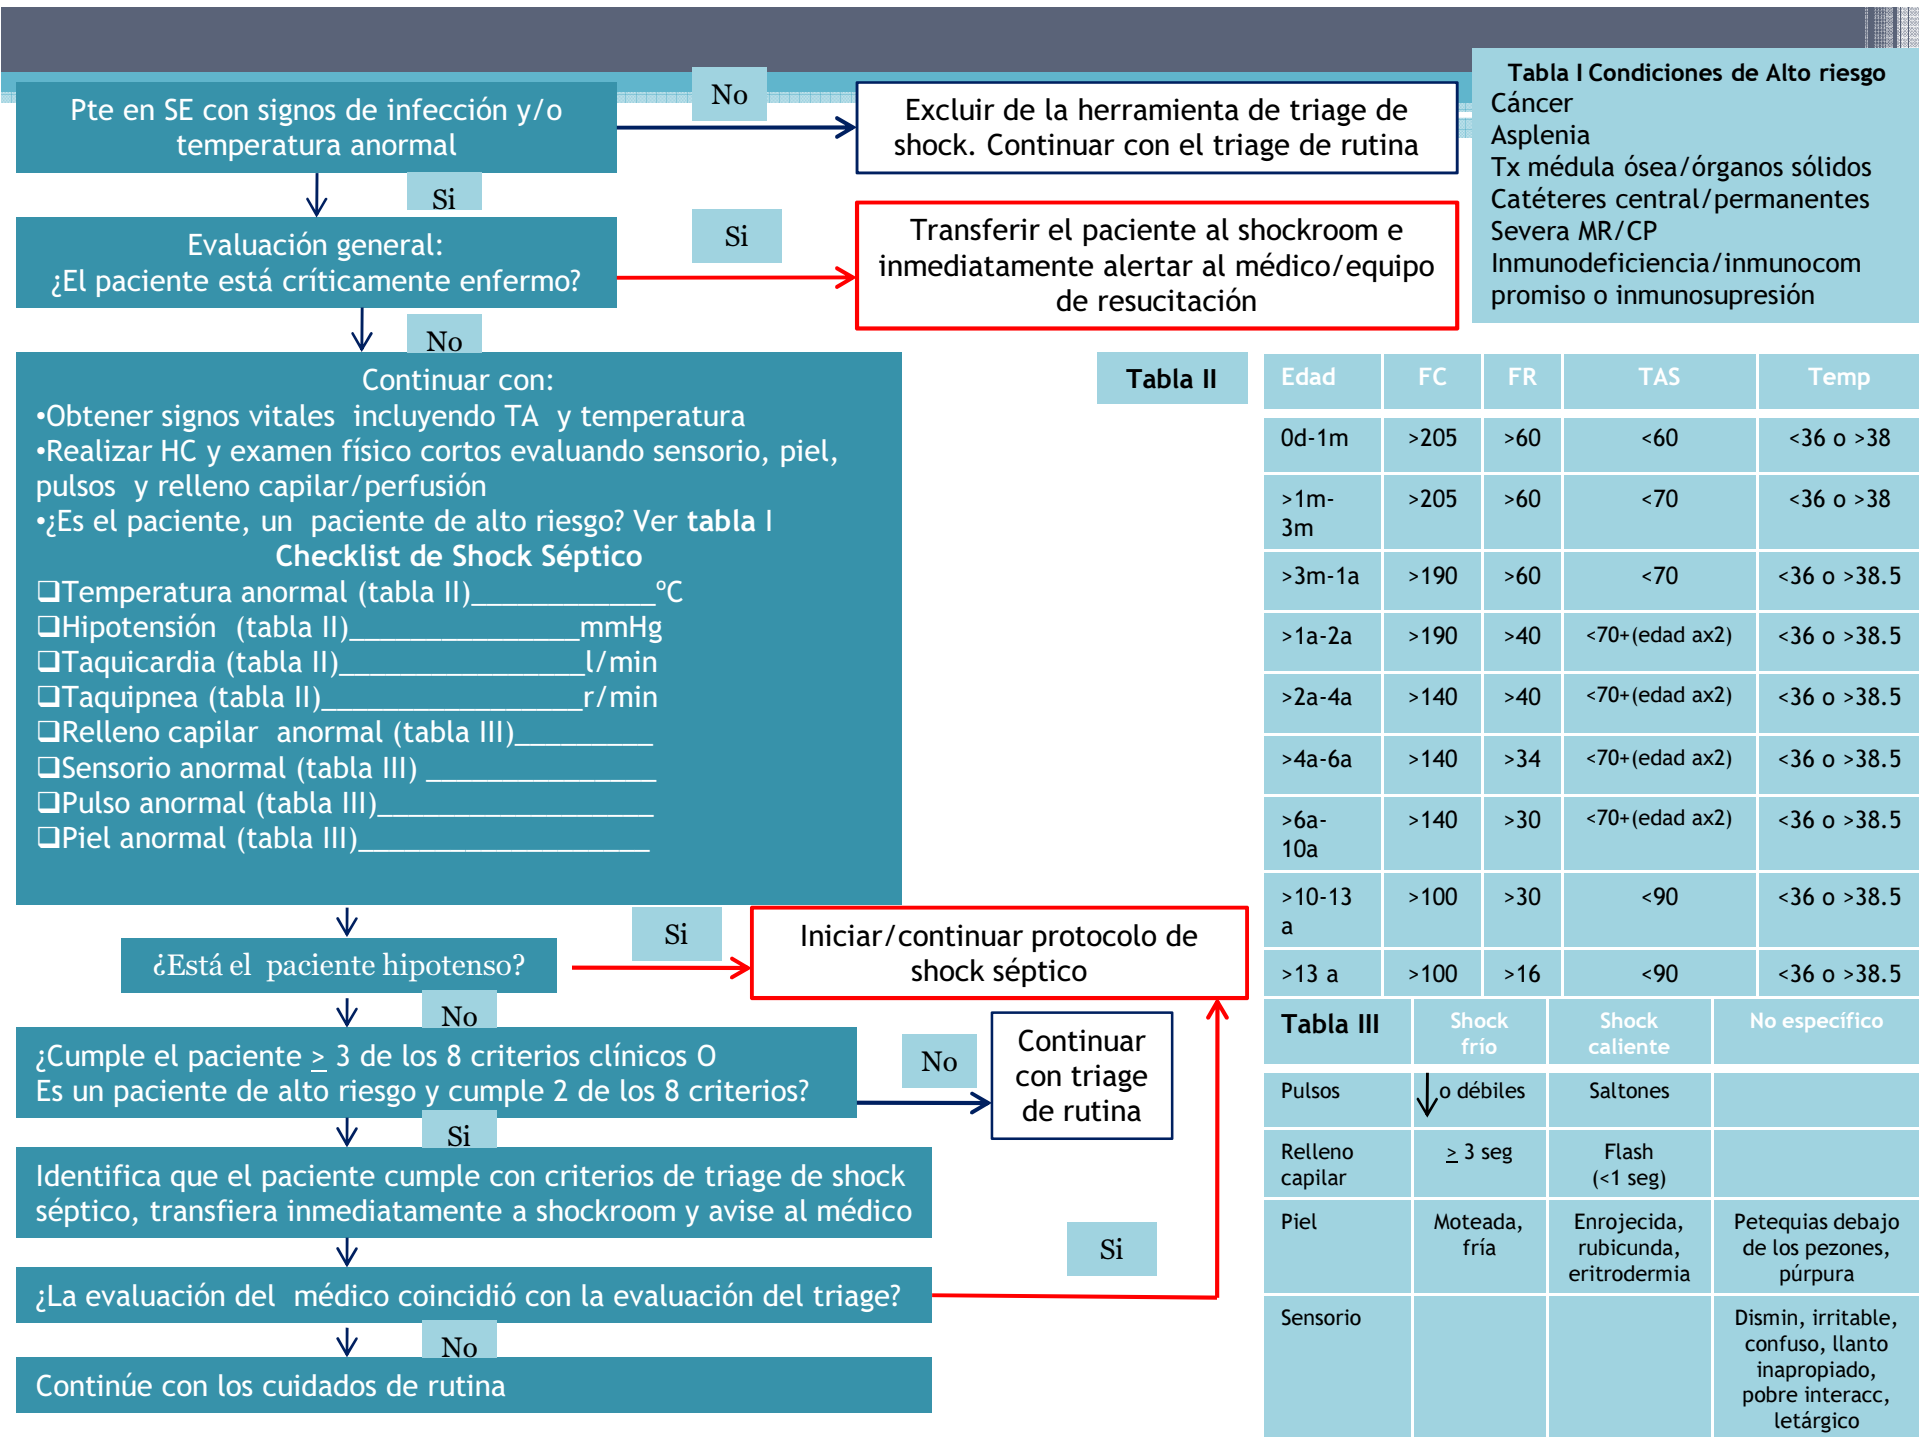 Pte en SE con signos de infección y/o
temperatura anormal
No
Excluir de la herramienta de triage de
shock. Continuar con el triage de rutina
Tabla I Condiciones de Alto riesgo
Cáncer
Asplenia
Tx médula ósea/órganos sólidos
Catéteres central/permanentes
Severa MR/CP
Inmunodeficiencia/inmunocom
promiso o inmunosupresión
Si
Evaluación general:
¿El paciente está críticamente enfermo?
Si
Transferir el paciente al shockroom e
inmediatamente alertar al médico/equipo
de resucitación
No
Continuar con:
•Obtener signos vitales incluyendo TA y temperatura
•Realizar HC y examen físico cortos evaluando sensorio, piel,
pulsos y relleno capilar/perfusión
•¿Es el paciente, un paciente de alto riesgo? Ver tabla I
Checklist de Shock Séptico
❑Temperatura anormal (tabla II)____________ºC
❑Hipotensión (tabla II)_______________mmHg
❑Taquicardia (tabla II)________________l/min
❑Taquipnea (tabla II)_________________r/min
❑Relleno capilar anormal (tabla III)_________
❑Sensorio anormal (tabla III) _______________
❑Pulso anormal (tabla III)__________________
❑Piel anormal (tabla III)___________________
Tabla II
Edad FC FR TAS Temp
0d-1m >205 >60 <60 <36 o >38
>1m- >205 >60 <70 <36 o >38
3m
>3m-1a >190 >60 <70 <36 o >38.5
>1a-2a >190 >40 <70+(edad ax2) <36 o >38.5
>2a-4a >140 >40 <70+(edad ax2) <36 o >38.5
>4a-6a >140 >34 <70+(edad ax2) <36 o >38.5
>6a- >140 >30 <70+(edad ax2) <36 o >38.5
10a
>10-13 >100 >30 <90 <36 o >38.5
a
>13 a >100 >16 <90 <36 o >38.5
¿Está el paciente hipotenso?
Si
Iniciar/continuar protocolo de
shock séptico
No
¿Cumple el paciente ≥ 3 de los 8 criterios clínicos O
Es un paciente de alto riesgo y cumple 2 de los 8 criterios?
No
Continuar
con triage
de rutina
Si
Identifica que el paciente cumple con criterios de triage de shock
séptico, transfiera inmediatamente a shockroom y avise al médico
¿La evaluación del médico coincidió con la evaluación del triage?
Si
No
Continúe con los cuidados de rutina
Tabla III Shock Shock No específico
frío caliente
Pulsos ↓o débiles Saltones
Relleno ≥ 3 seg Flash
capilar (<1 seg)
Piel Moteada, Enrojecida, Petequias debajo
fría rubicunda, de los pezones,
eritrodermia púrpura
Sensorio Dismin, irritable,
confuso, llanto
inapropiado,
pobre interacc,
letárgico